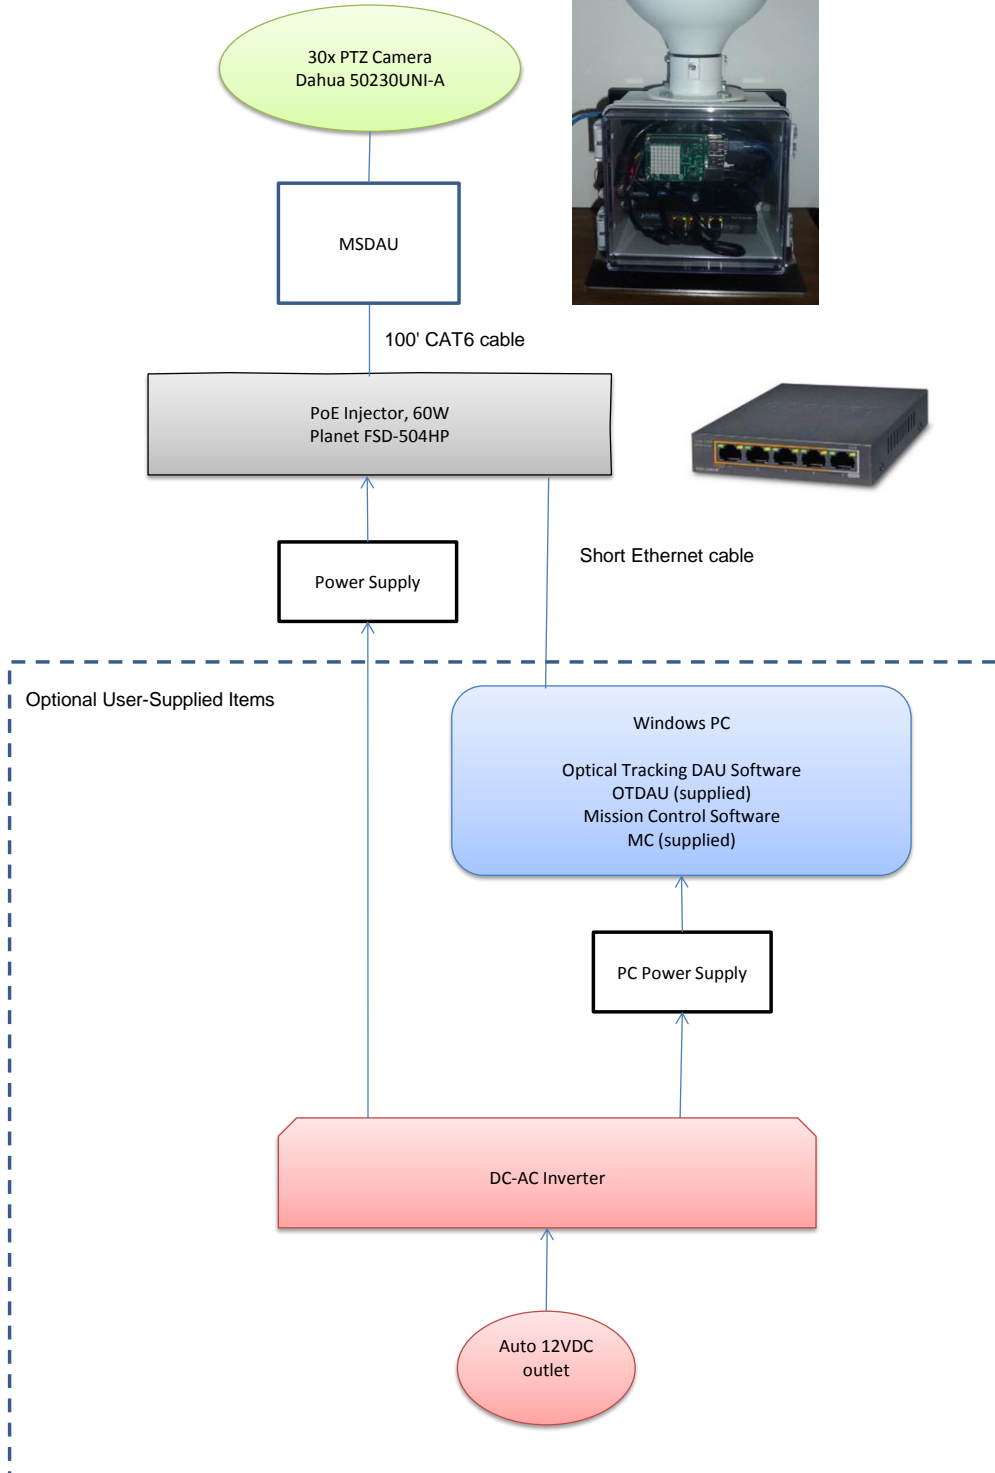 30x PTZ Camera
Dahua 50230UNI-A
MSDAU
100' CAT6 cable
PoE Injector, 60W
Planet FSD-504HP
Power Supply
Short Ethernet cable
Optional User-Supplied Items
Windows PC
Optical Tracking DAU Software
OTDAU (supplied)
Mission Control Software
MC (supplied)
PC Power Supply
DC-AC Inverter
Auto 12VDC
outlet